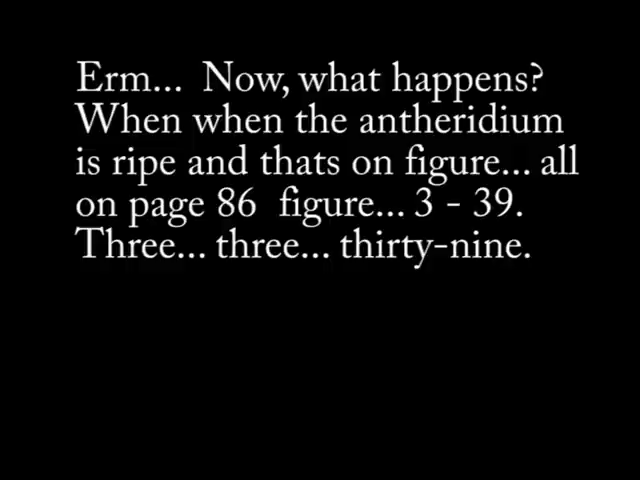 Erm... Now, what happens?
When when the antheridium
is ripe and thats on figure... all
on page 86 figure... 3 - 39.
Three... three... thirty-nine.